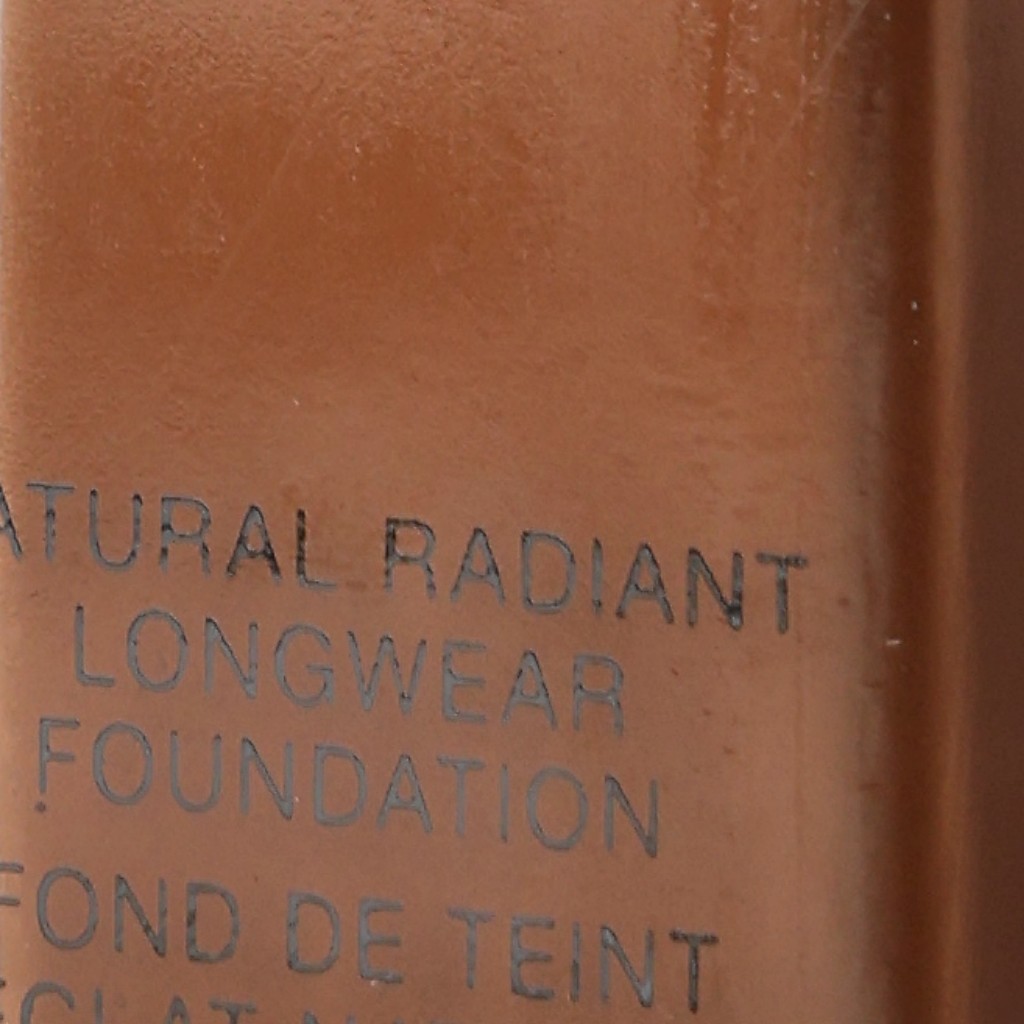 ATURAL RADIANT
LONGWEAR
FOUNDATION
FOND DE TEINT